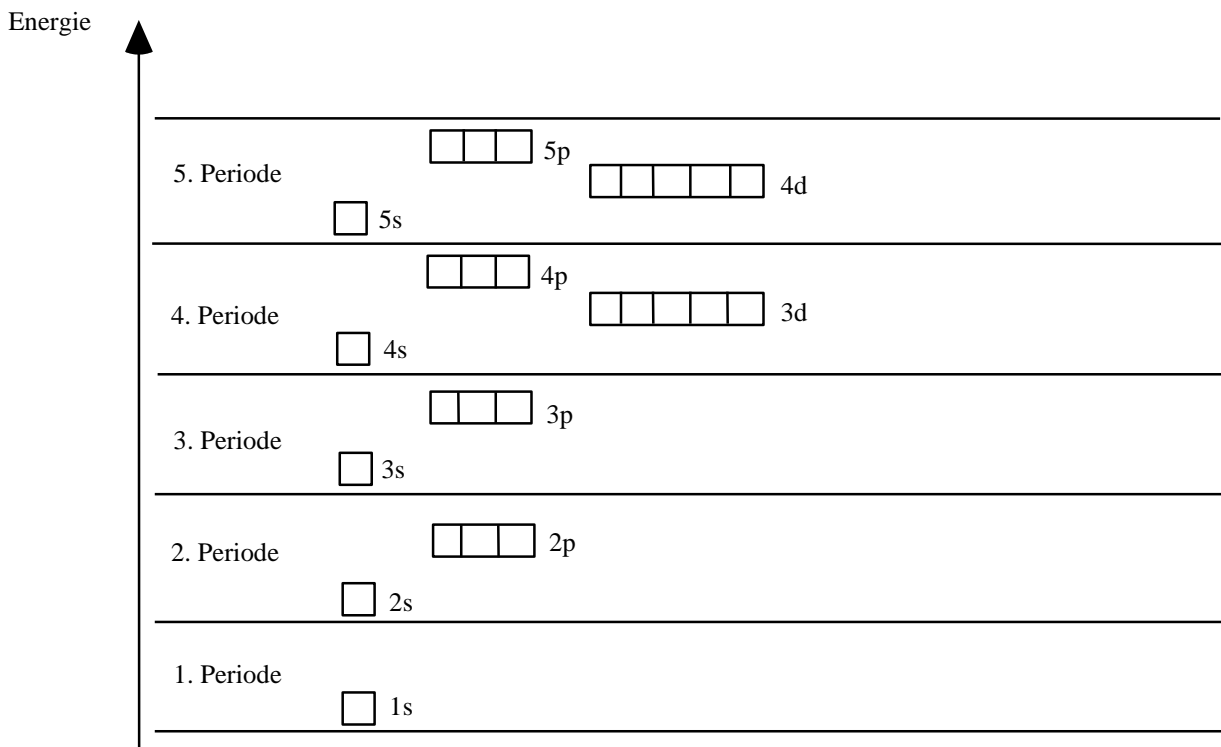 Energie
5p
5. Periode
4d
5s
4p
4. Periode
3d
4s
3p
3. Periode
3s
2p
2. Periode
2s
1. Periode
1s